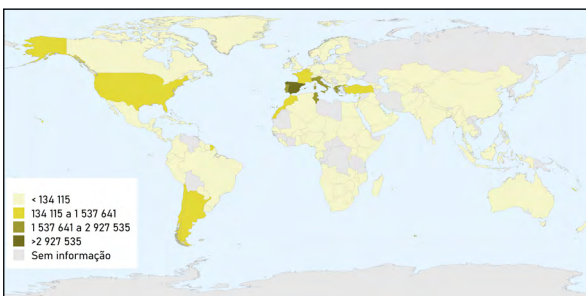 < 134 115
134 115 a 1 537 641
1 537 641 a 2 927 535
>2 927 535
Sem informação